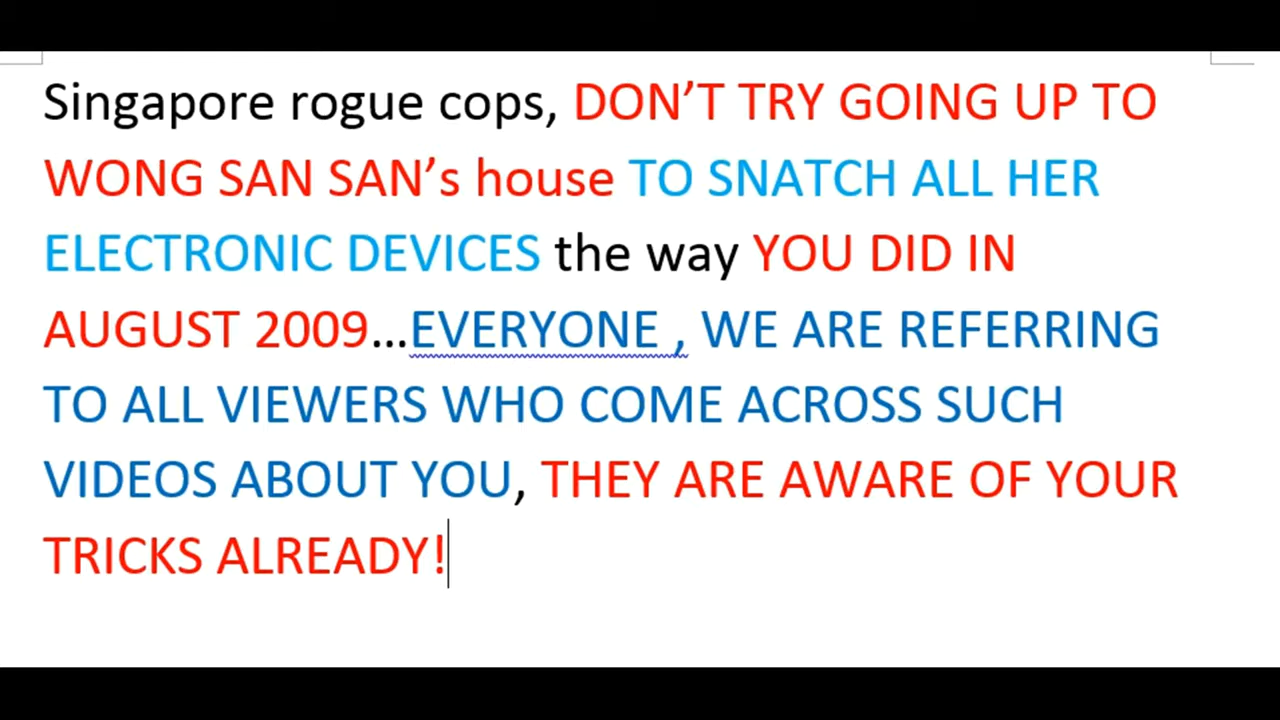 Singapore rogue cops, DON’T TRY GOING UP TO
WONG SAN SAN’s house TO SNATCH ALL HER
ELECTRONIC DEVICES the way YOU DID IN
AUGUST 2009...EVERYONE , WE ARE REFERRING
TO ALL VIEWERS WHO COME ACROSS SUCH
VIDEOS ABOUT YOU, THEY ARE AWARE OF YOUR
TRICKS ALREADY!